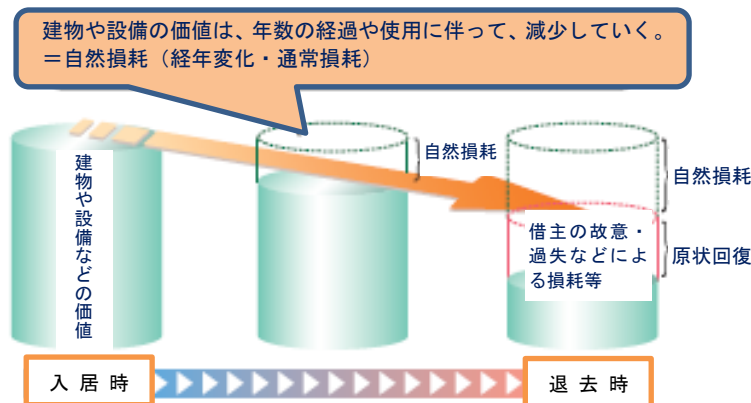 建物や設備の価値は、年数の経過や使用に伴って、減少していく。
=自然損耗（経年変化・通常損耗）
建物や設備などの価値
自然損耗
自然損耗
借主の故意・
過失などによ
る損耗等
原状回復
入居時
退去時